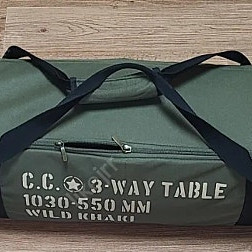 C.C. ★ 3-WAY TABLE
1030-550 MM
WILD KHAKI